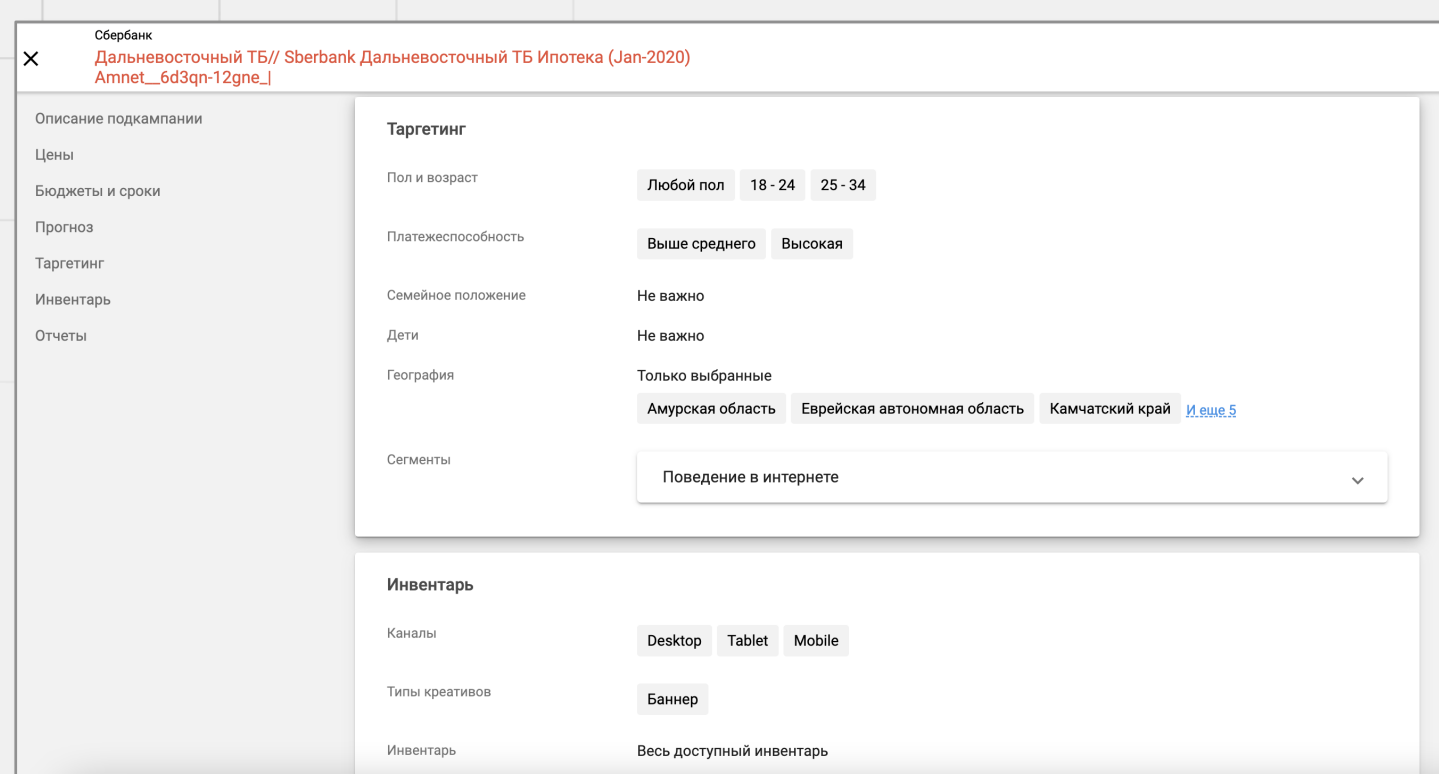 Сбербанк
Дальневосточный ТБ// Sberbank Дальневосточный ТБ Ипотека (Jan-2020)
Amnet__6d3qn-12gne_|
Описание подкампании
Цены
Бюджеты и сроки
Прогноз
Таргетинг
Инвентарь
Отчеты
Таргетинг
Пол и возраст
Любой пол 18 - 24 25 - 34
Платежеспособность
Выше среднего Высокая
Семейное положение
Не важно
Дети
Не важно
География
Только выбранные
Амурская область Еврейская автономная область Камчатский край И еще 5
Сегменты
Поведение в интернете
Инвентарь
Каналы
Desktop Tablet Mobile
Типы креативов
Баннер
Инвентарь
Весь доступный инвентарь